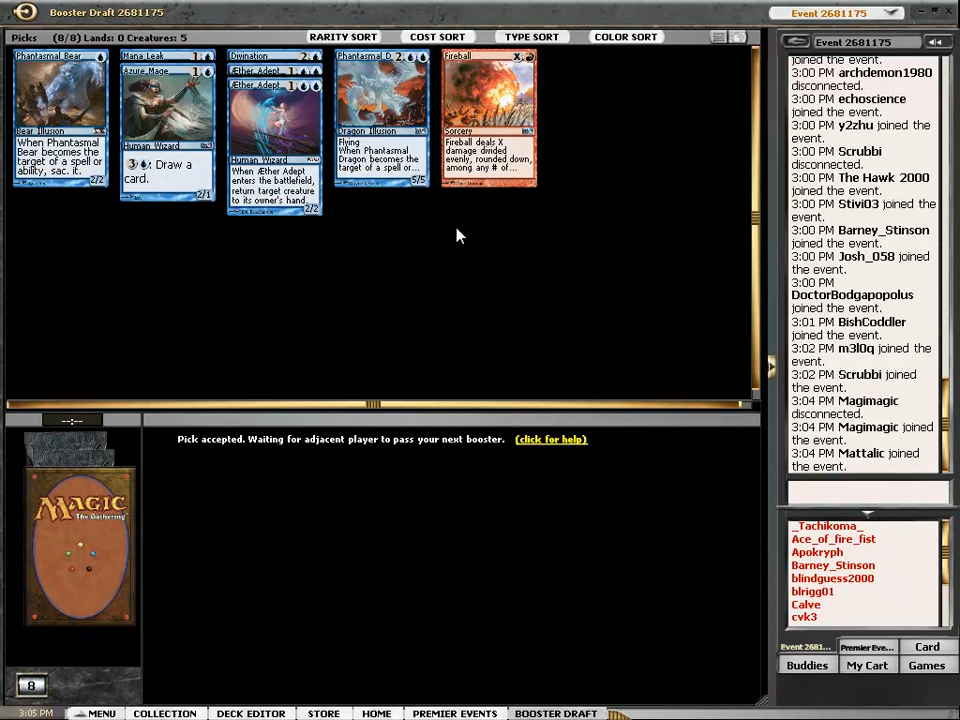 Booster Draft 2681175
Event 2681175
Picks (8/8) Lands: 0 Creatures: 5
RARITY SORT
COST SORT
TYPE SORT
COLOR SORT
Event 2681175
Phantasmal Bear
Bear Illusion
When Phantasmal
Bear becomes the
target of a spell or
ability, sac. it.
2/2
Mana Leak 1
Azure Mage 1
Human Wizard
3: Draw a
card.
2/1
Divination 2
Æther Adept 1
Æther Adept 1
Human Wizard
When Æther Adept
enters the battlefield,
return target creature
to its owner's hand.
2/2
Phantasmal D 2
Dragon Illusion
Flying
When Phantasmal
Dragon becomes the
target of a spell or...
5/5
Fireball X
Sorcery
Fireball deals X
damage divided
evenly, rounded down,
among any # of...
joined the event.
3:00 PM archdemon1980
disconnected.
3:00 PM echoscience
joined the event.
3:00 PM y2zhu joined
the event.
3:00 PM Scrubbi
disconnected.
3:00 PM The Hawk 2000
joined the event.
3:00 PM Stivi03 joined
the event.
3:00 PM Barney_Stinson
joined the event.
3:00 PM Josh_058 joined
the event.
3:00 PM
DoctorBodgapopolus
joined the event.
3:01 PM BishCoddler
joined the event.
3:02 PM m3l0q joined
the event.
3:02 PM Scrubbi joined
the event.
3:04 PM Magimagic
disconnected.
3:04 PM Magimagic
joined the event.
3:04 PM Mattalic joined
the event.
--:--
Pick accepted. Waiting for adjacent player to pass your next booster. (click for help)
MAGIC
The Gathering
8
_Tachikoma_
Ace_of_fire_fist
Apokryph
Barney_Stinson
blindguess2000
blrigg01
Calve
cvk3
Event 2681...
Premier Eve...
Card
Buddies
My Cart
Games
3:05 PM
MENU
COLLECTION
DECK EDITOR
STORE
HOME
PREMIER EVENTS
BOOSTER DRAFT